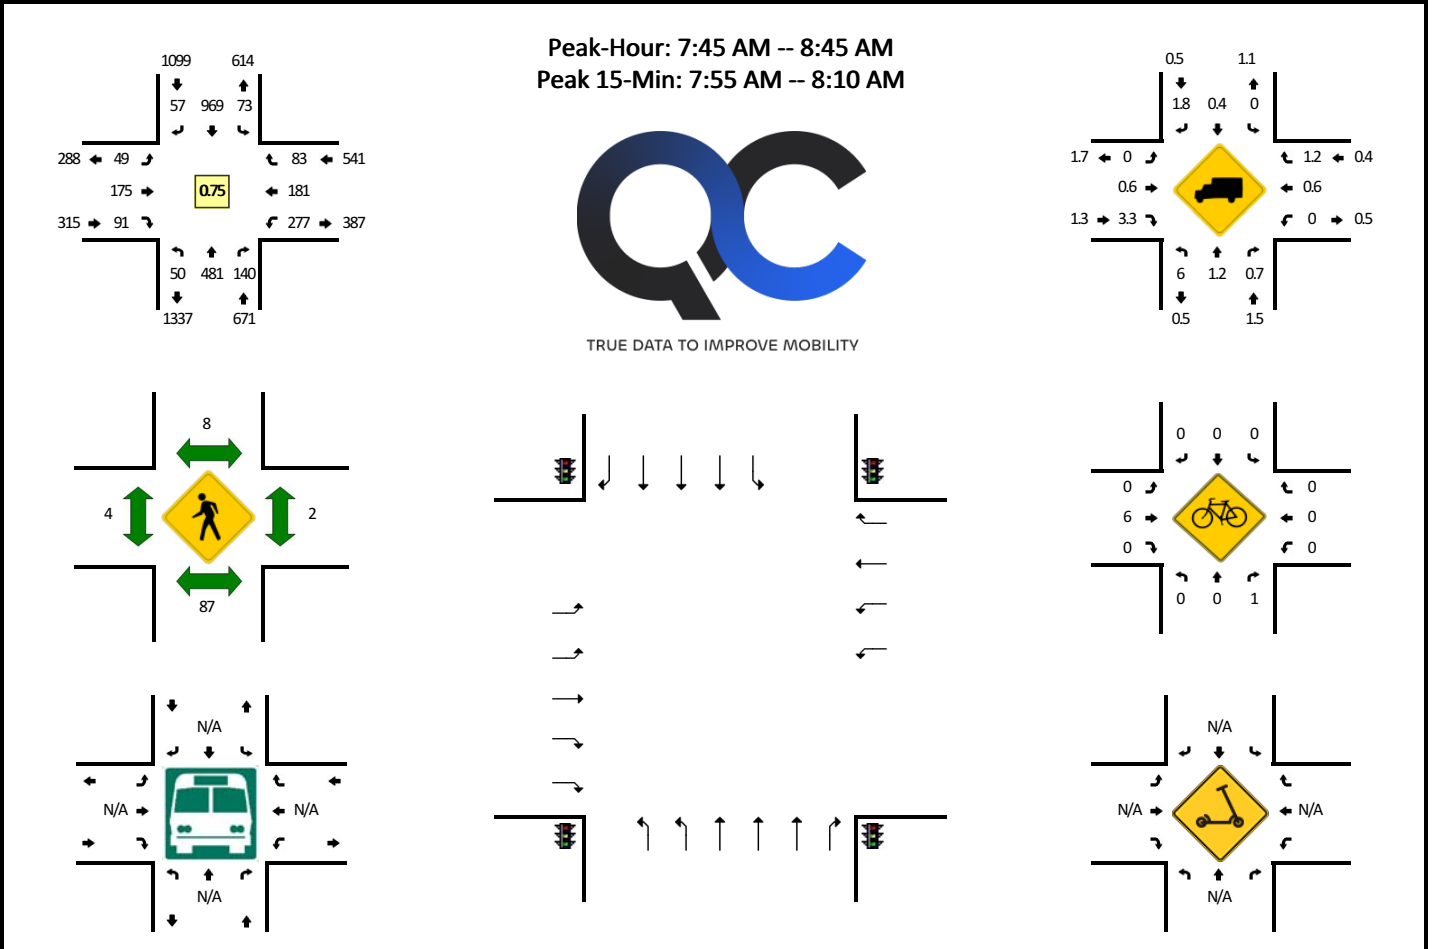 Peak-Hour: 7:45 AM -- 8:45 AM
Peak 15-Min: 7:55 AM -- 8:10 AM
1099 614
57 969 73
288 49 83 541
175 0.75 181
315 91 277 387
50 481 140
1337 671
TRUE DATA TO IMPROVE MOBILITY
0.5 1.1
1.8 0.4 0
1.7 0 1.2 0.4
0.6 0.6
1.3 3.3 0 0.5
6 1.2 0.7
0.5 1.5
8
4 2
87
0 0 0
0 0
6 0
0 0
0 0 1
N/A
N/A N/A
N/A
N/A
N/A N/A
N/A